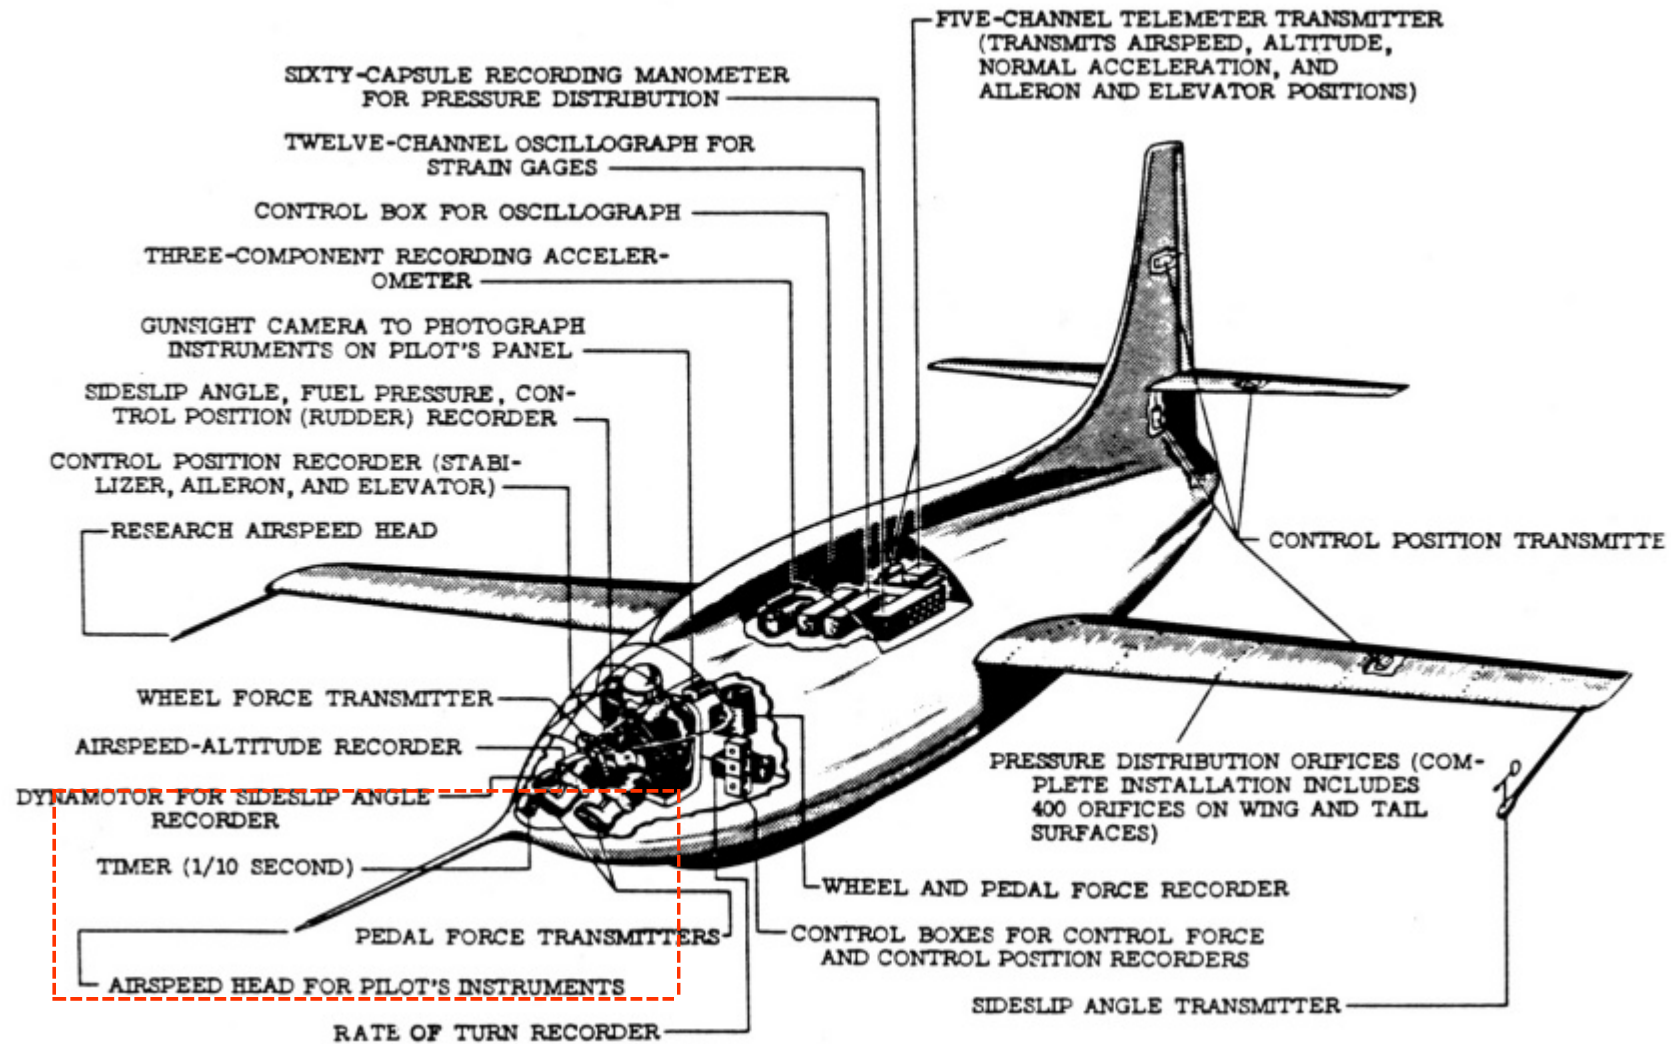 FIVE-CHANNEL TELEMETER TRANSMITTER
(TRANSMITS AIRSPEED, ALTITUDE,
NORMAL ACCELERATION, AND
AILERON AND ELEVATOR POSITIONS)
SIXTY-CAPSULE RECORDING MANOMETER
FOR PRESSURE DISTRIBUTION
TWELVE-CHANNEL OSCILLOGRAPH FOR
STRAIN GAGES
CONTROL BOX FOR OSCILLOGRAPH
THREE-COMPONENT RECORDING ACCELER-
OMETER
GUNSIGHT CAMERA TO PHOTOGRAPH
INSTRUMENTS ON PILOT'S PANEL
SIDESLIP ANGLE, FUEL PRESSURE, CON-
TROL POSITION (RUDDER) RECORDER
CONTROL POSITION RECORDER (STABI-
LIZER, AILERON, AND ELEVATOR)
RESEARCH AIRSPEED HEAD
CONTROL POSITION TRANSMITTE
WHEEL FORCE TRANSMITTER
AIRSPEED-ALTITUDE RECORDER
DYNAMOTOR FOR SIDESLIP ANGLE
RECORDER
TIMER (1/10 SECOND)
PRESSURE DISTRIBUTION ORIFICES (COM-
PLETE INSTALLATION INCLUDES
400 ORIFICES ON WING AND TAIL
SURFACES)
WHEEL AND PEDAL FORCE RECORDER
PEDAL FORCE TRANSMITTERS
CONTROL BOXES FOR CONTROL FORCE
AND CONTROL POSITION RECORDERS
AIRSPEED HEAD FOR PILOT'S INSTRUMENTS
SIDESLIP ANGLE TRANSMITTER
RATE OF TURN RECORDER